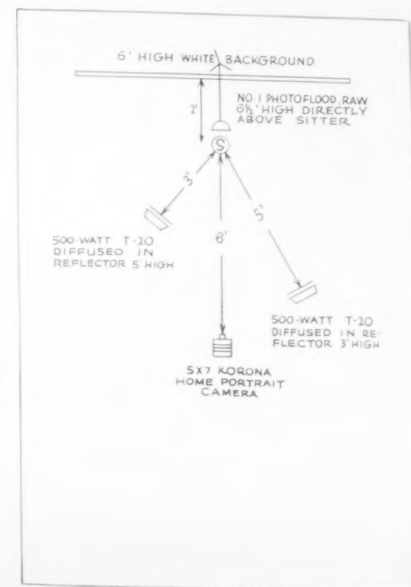 6' HIGH WHITE BACKGROUND
2'
NO. 1 PHOTOFLOOD, RAW
6½' HIGH DIRECTLY
ABOVE SITTER
S
3'
6'
5'
500-WATT T-20
DIFFUSED IN
REFLECTOR 5' HIGH
500-WATT T-20
DIFFUSED IN RE-
FLECTOR 3' HIGH
5X7 KORONA
HOME PORTRAIT
CAMERA